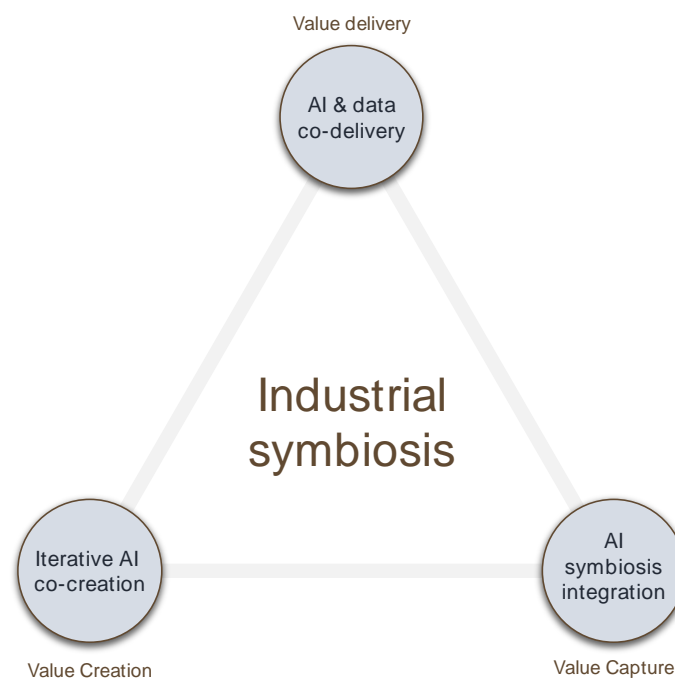 Value delivery
AI & data
co-delivery
Industrial
symbiosis
Iterative AI
co-creation
AI
symbiosis
integration
Value Creation
Value Capture